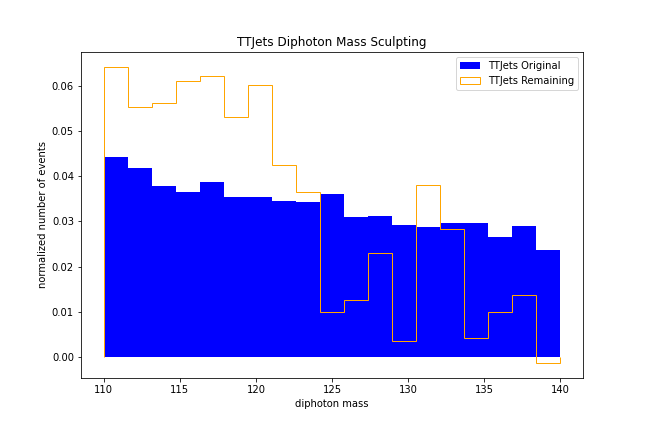 TTJets Diphoton Mass Sculpting
TTJets Original
TTJets Remaining
normalized number of events
0.06
0.05
0.04
0.03
0.02
0.01
0.00
110 115 120 125 130 135 140
diphoton mass